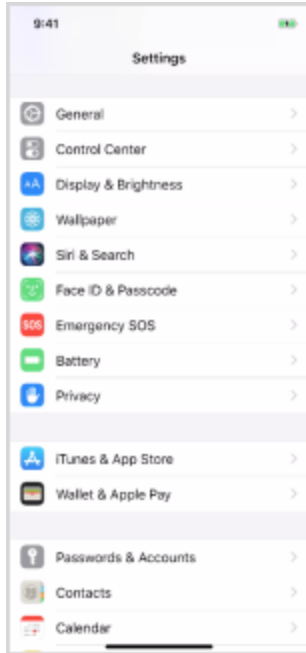 9:41
Settings
General
Control Center
AA
Display & Brightness
Wallpaper
Siri & Search
Face ID & Passcode
SOS
Emergency SOS
Battery
Privacy
iTunes & App Store
Wallet & Apple Pay
Passwords & Accounts
Contacts
Calendar